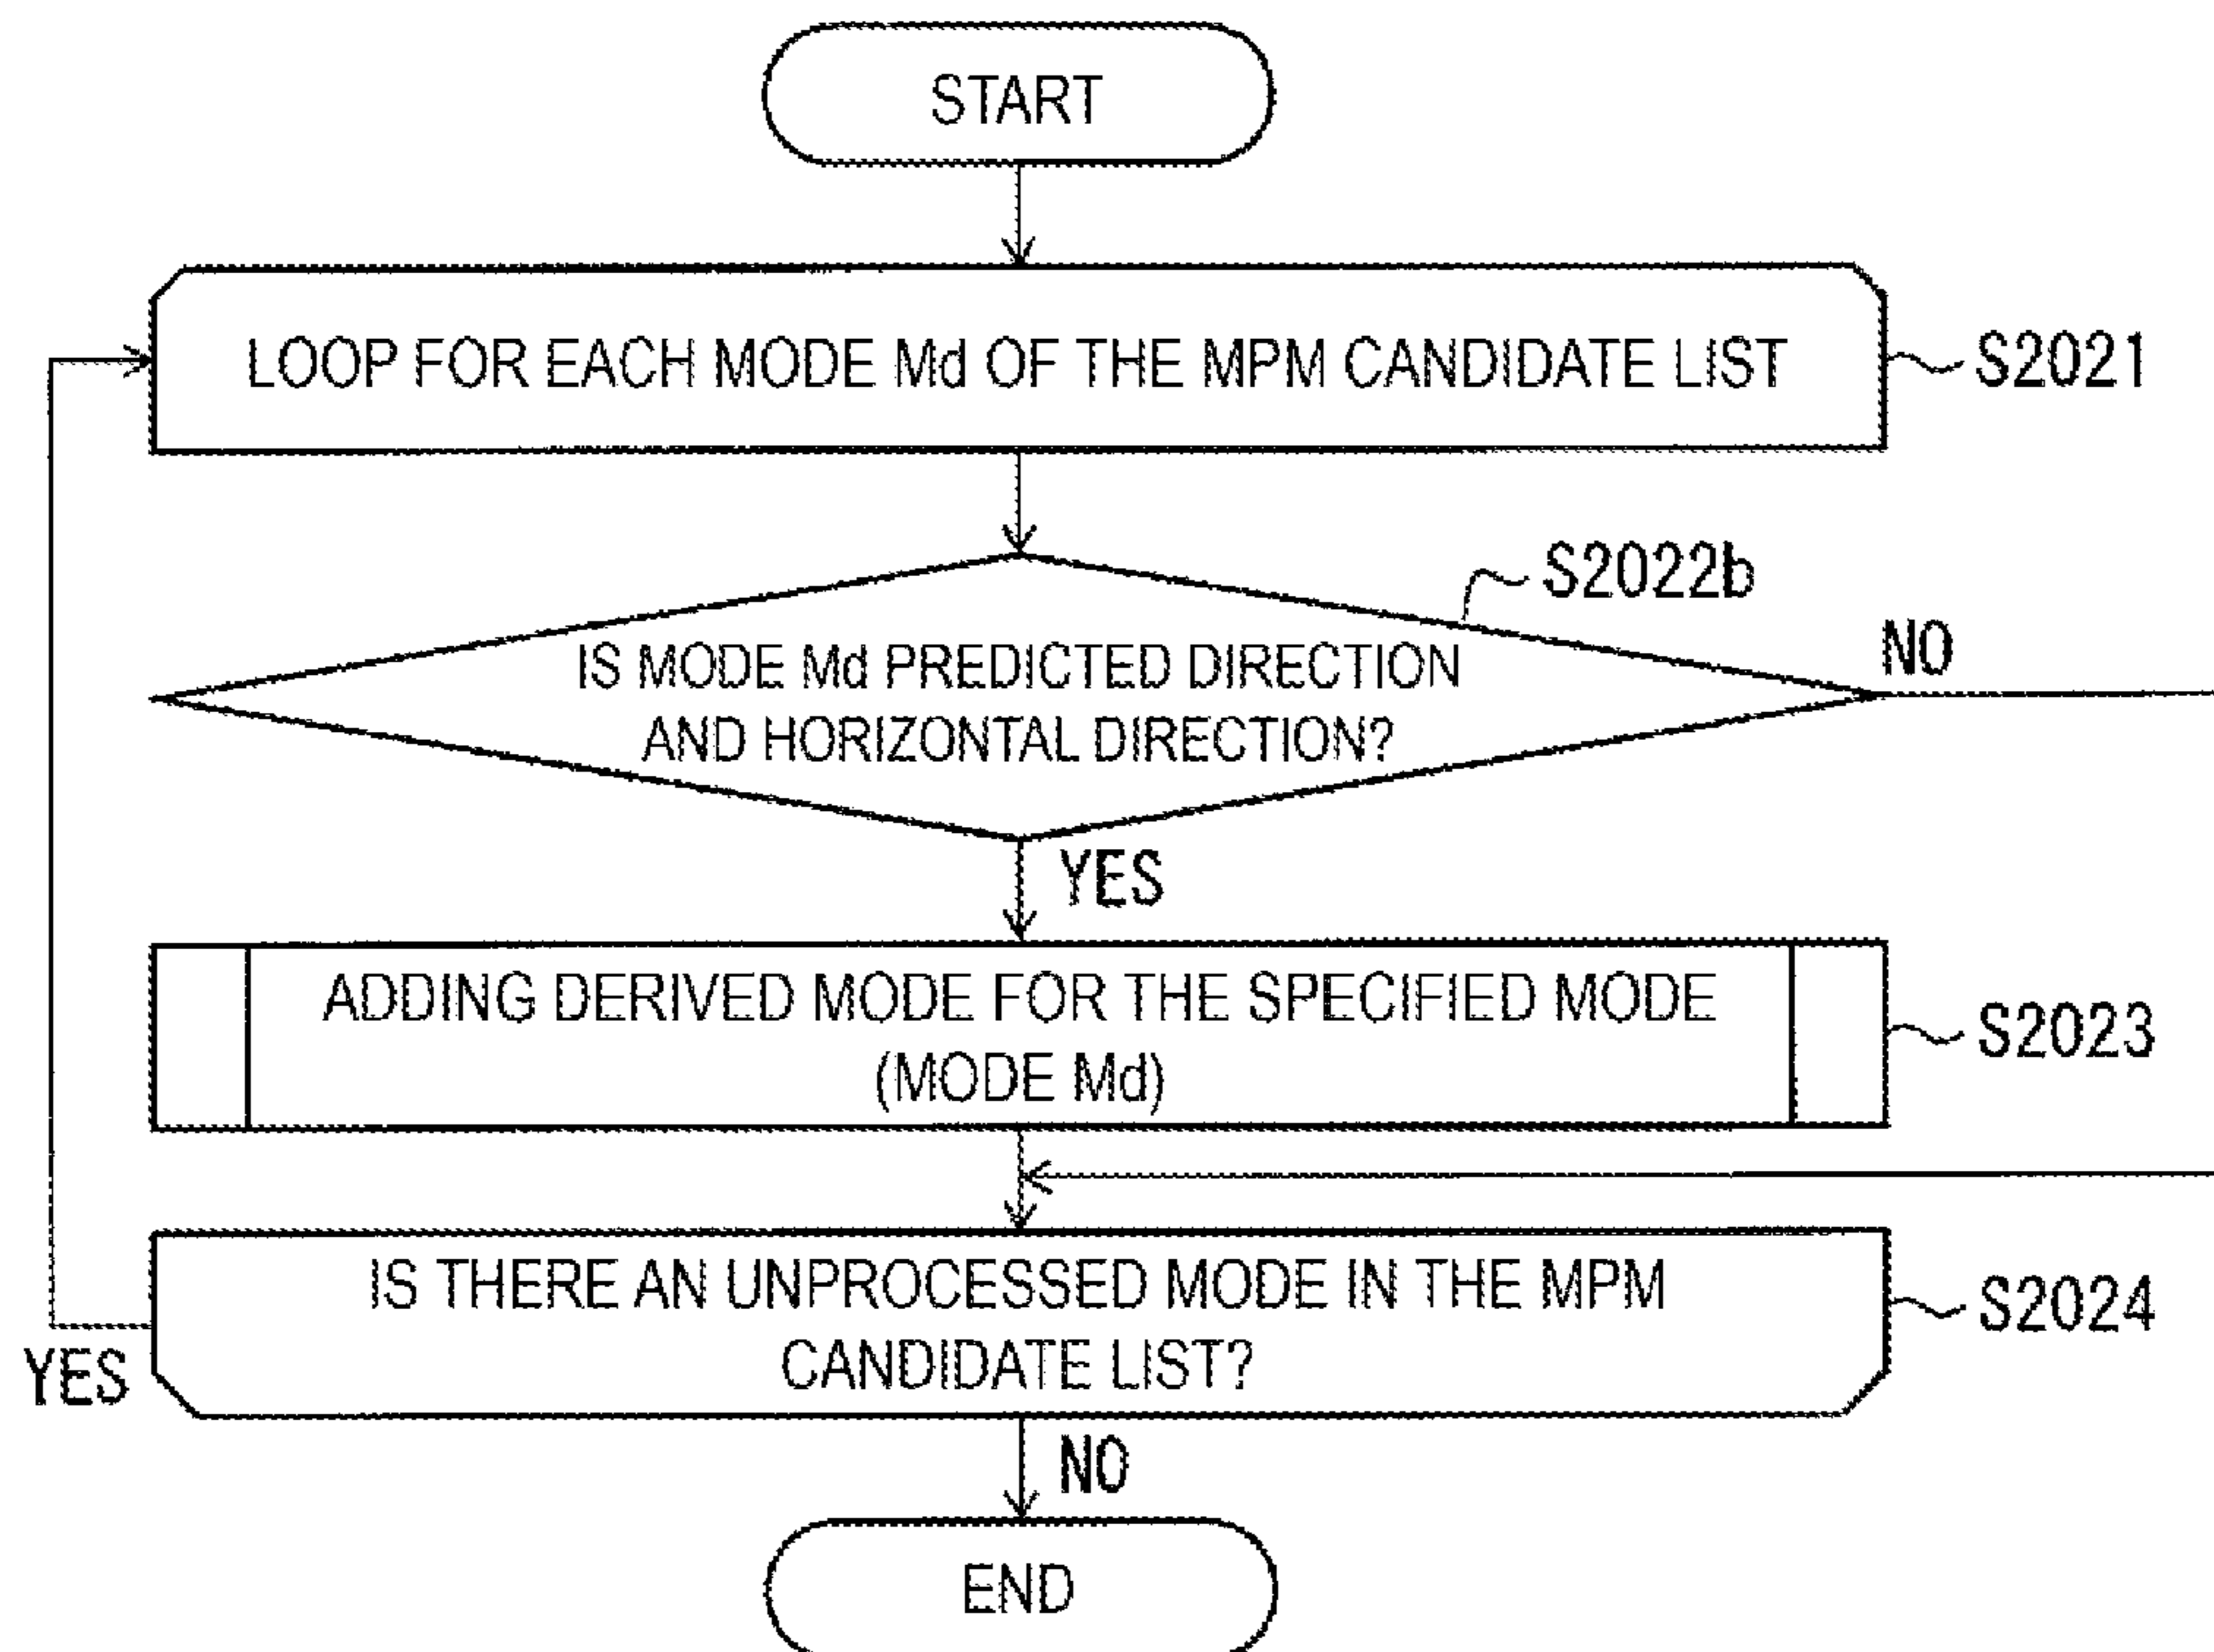 START
LOOP FOR EACH MODE Md OF THE MPM CANDIDATE LIST
S2021
S2022b
IS MODE Md PREDICTED DIRECTION
AND HORIZONTAL DIRECTION?
NO
YES
ADDING DERIVED MODE FOR THE SPECIFIED MODE
(MODE Md)
S2023
IS THERE AN UNPROCESSED MODE IN THE MPM
CANDIDATE LIST?
S2024
YES
NO
END